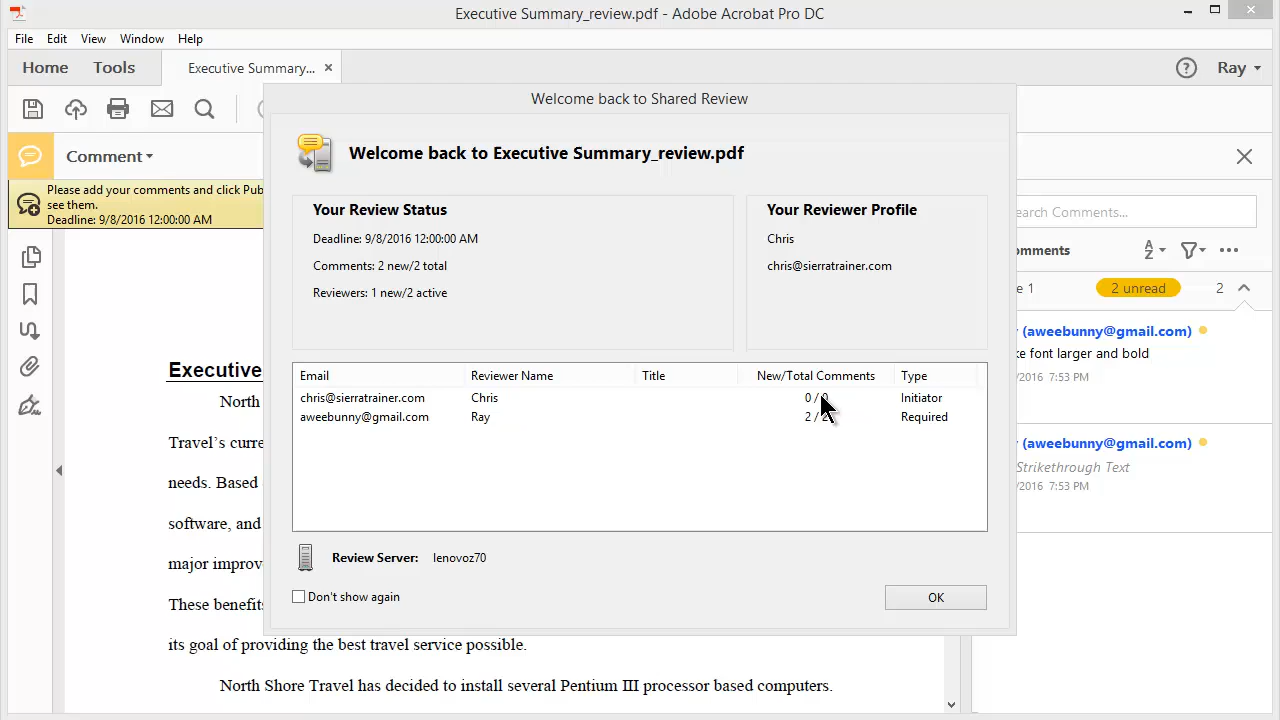 Executive Summary_review.pdf - Adobe Acrobat Pro DC
File Edit View Window Help
Home Tools Executive Summary... × ? Ray
Comment
Please add your comments and click Pub
see them.
Deadline: 9/8/2016 12:00:00 AM
Welcome back to Shared Review
Welcome back to Executive Summary_review.pdf
Your Review Status
Deadline: 9/8/2016 12:00:00 AM
Comments: 2 new/2 total
Reviewers: 1 new/2 active
Your Reviewer Profile
Chris
chris@sierratrainer.com
Email Reviewer Name Title New/Total Comments Type
chris@sierratrainer.com Chris 0 / 0 Initiator
aweebunny@gmail.com Ray 2 / 2 Required
Review Server: lenovoz70
Don't show again
OK
earch Comments...
omments
A Z
e 1 2 unread 2
(aweebunny@gmail.com)
ke font larger and bold
/2016 7:53 PM
(aweebunny@gmail.com)
Strikethrough Text
/2016 7:53 PM
Executive
North
Travel's curre
needs. Based
software, and
major improv
These benefits
its goal of providing the best travel service possible.
North Shore Travel has decided to install several Pentium III processor based computers.